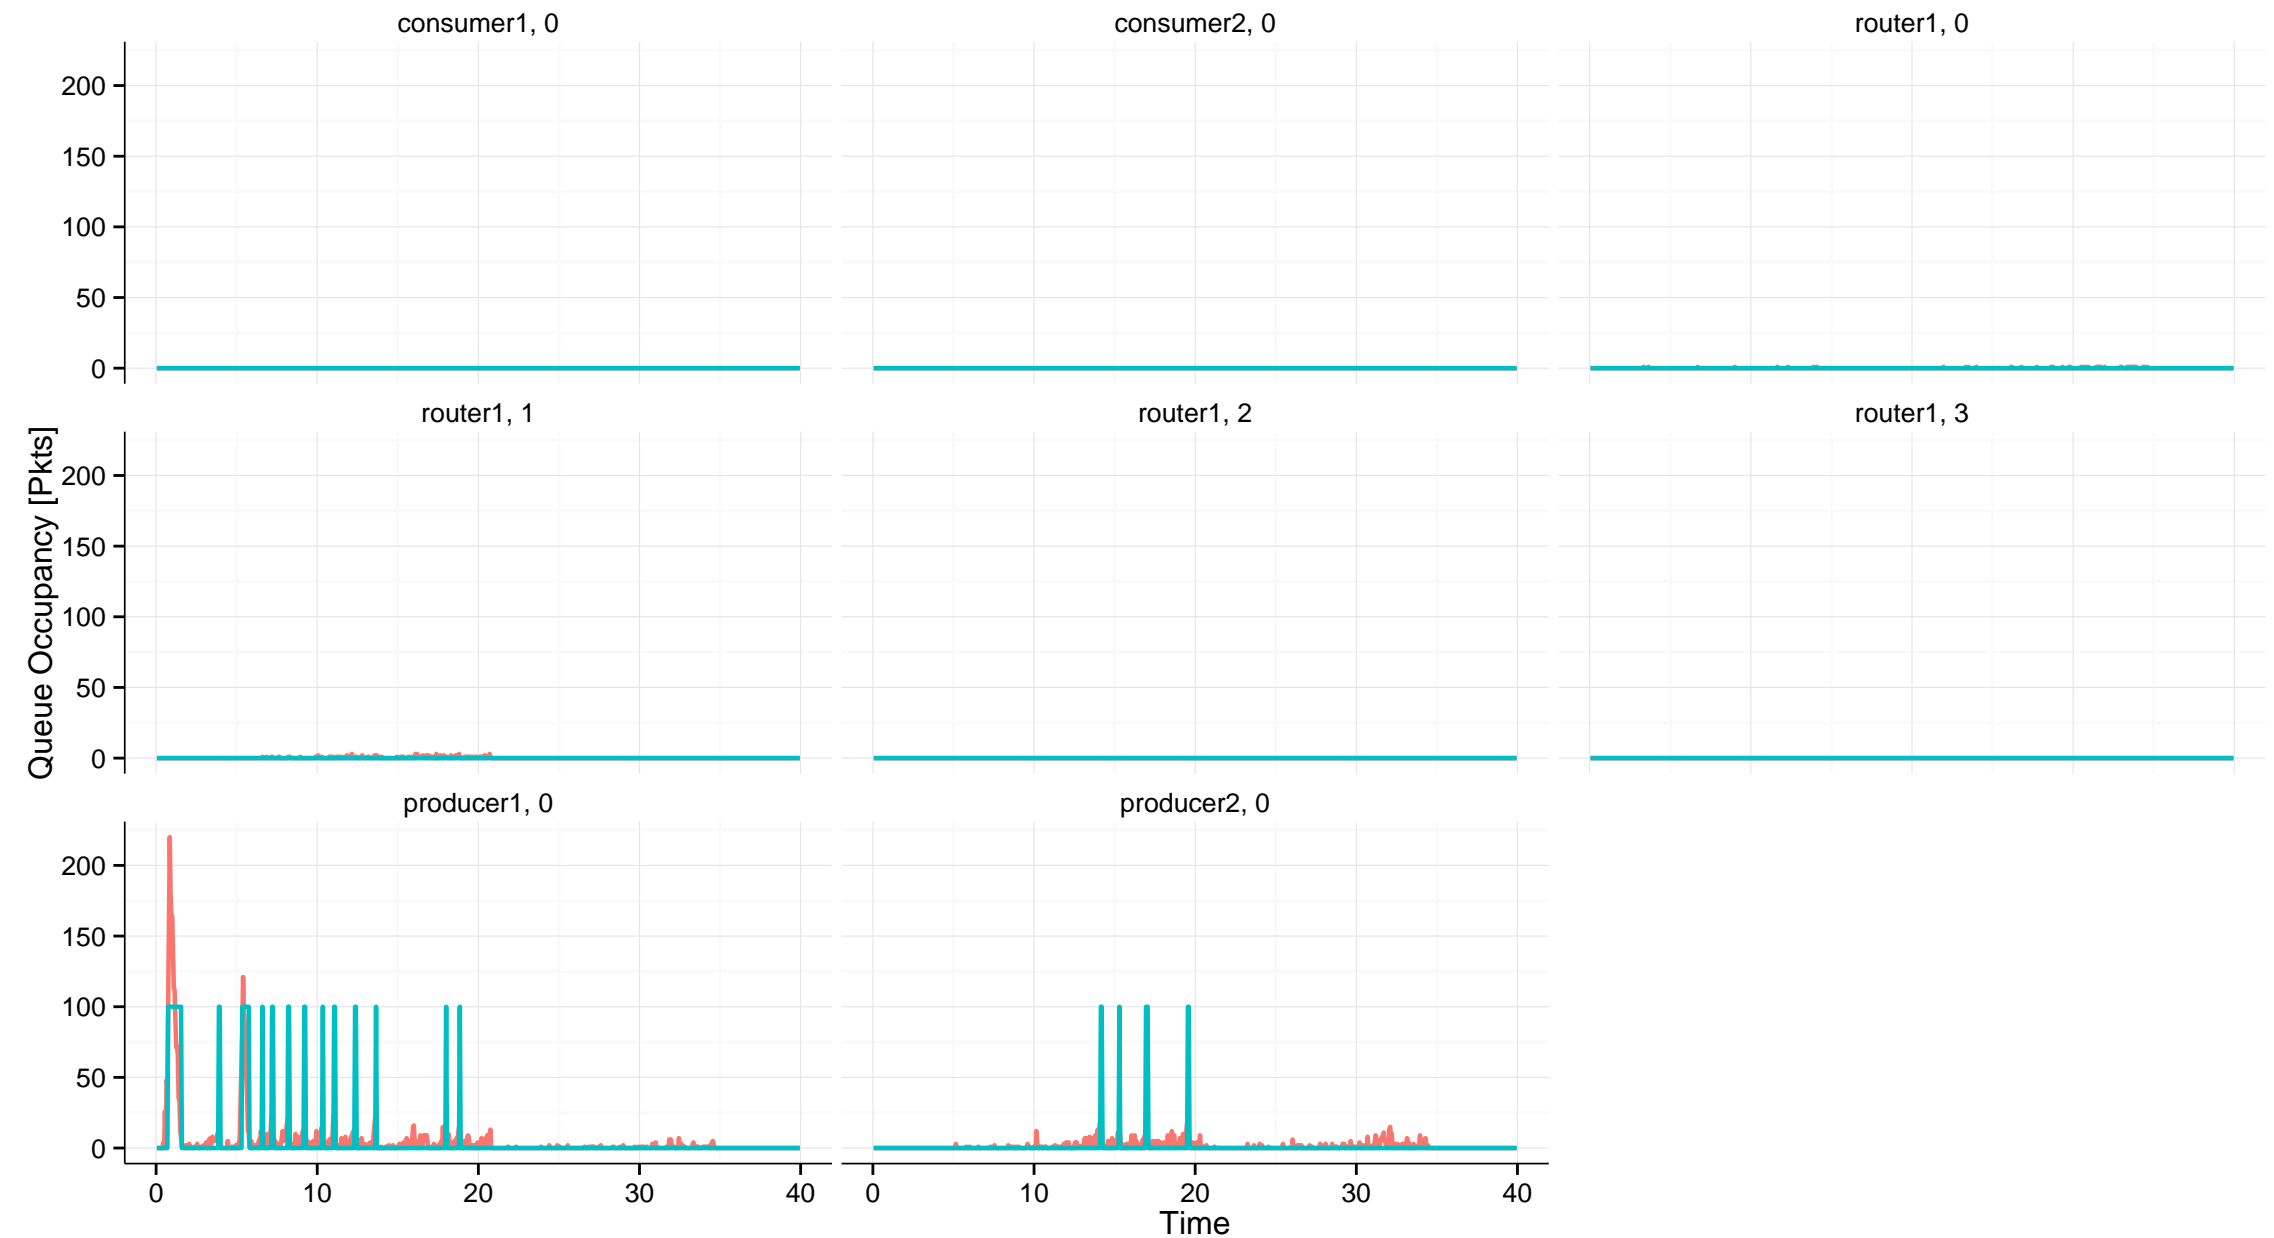 consumer1, 0
consumer2, 0
router1, 0
200
150
100
50
0
router1, 1
router1, 2
router1, 3
200
150
100
50
0
Queue Occupancy [Pkts]
producer1, 0
producer2, 0
200
150
100
50
0
0 10 20 30 40
0 10 20 30 40
Time